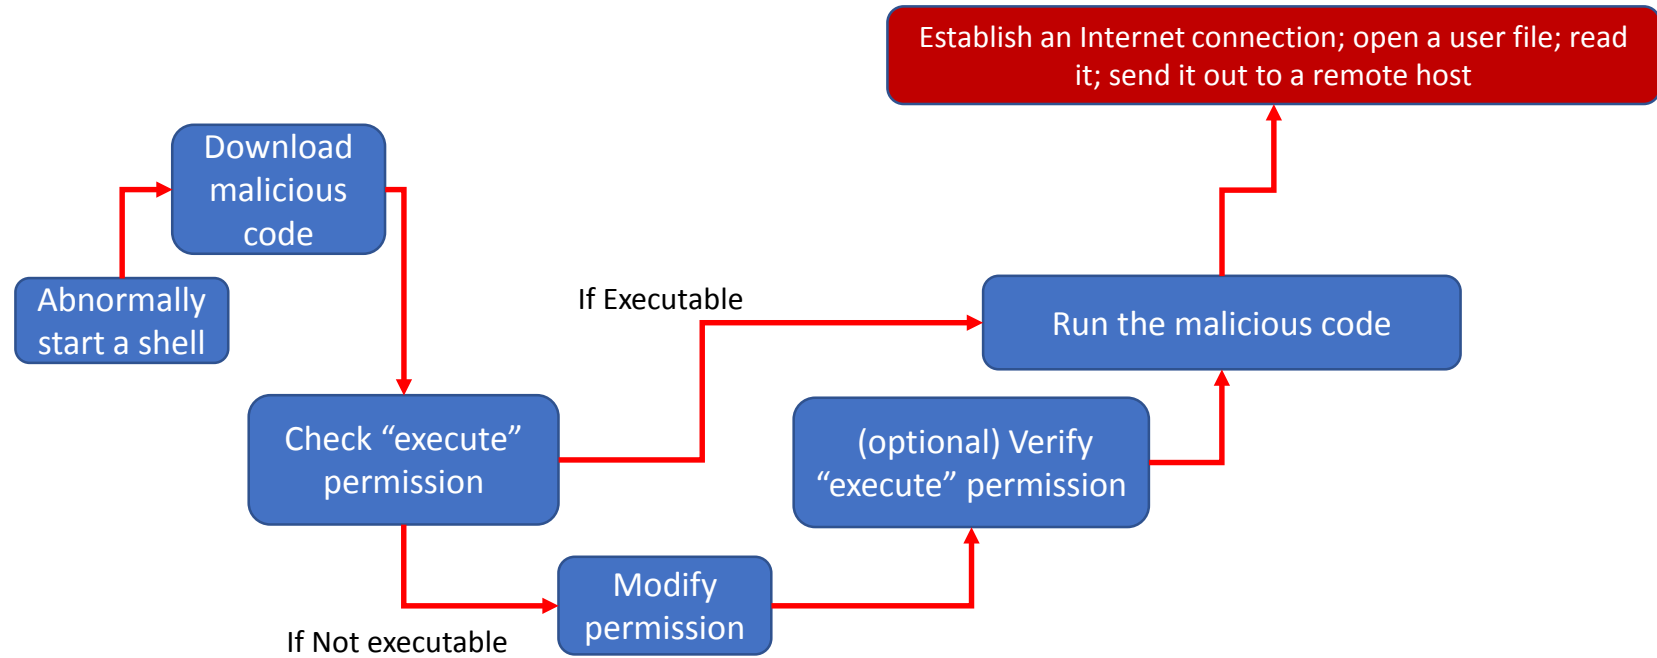 Establish an Internet connection; open a user file; read
it; send it out to a remote host
Download
malicious
code
Abnormally
start a shell
If Executable
Run the malicious code
Check “execute”
permission
(optional) Verify
“execute” permission
Modify
permission
If Not executable